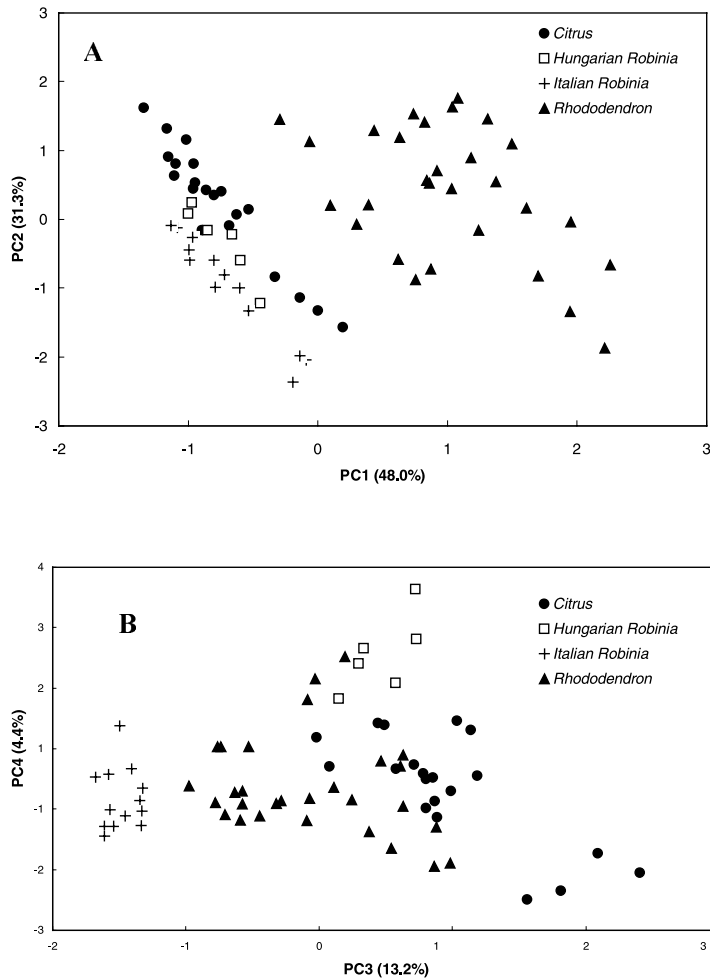 3
2
1
0
-1
-2
-3
PC2 (31.3%)
A
Citrus
Hungarian Robinia
Italian Robinia
Rhododendron
-2
-1
0
1
2
3
PC1 (48.0%)
4
3
2
1
-1
-2
-3
PC4 (4.4%)
B
Citrus
Hungarian Robinia
Italian Robinia
Rhododendron
-2
-1
0
1
2
3
PC3 (13.2%)